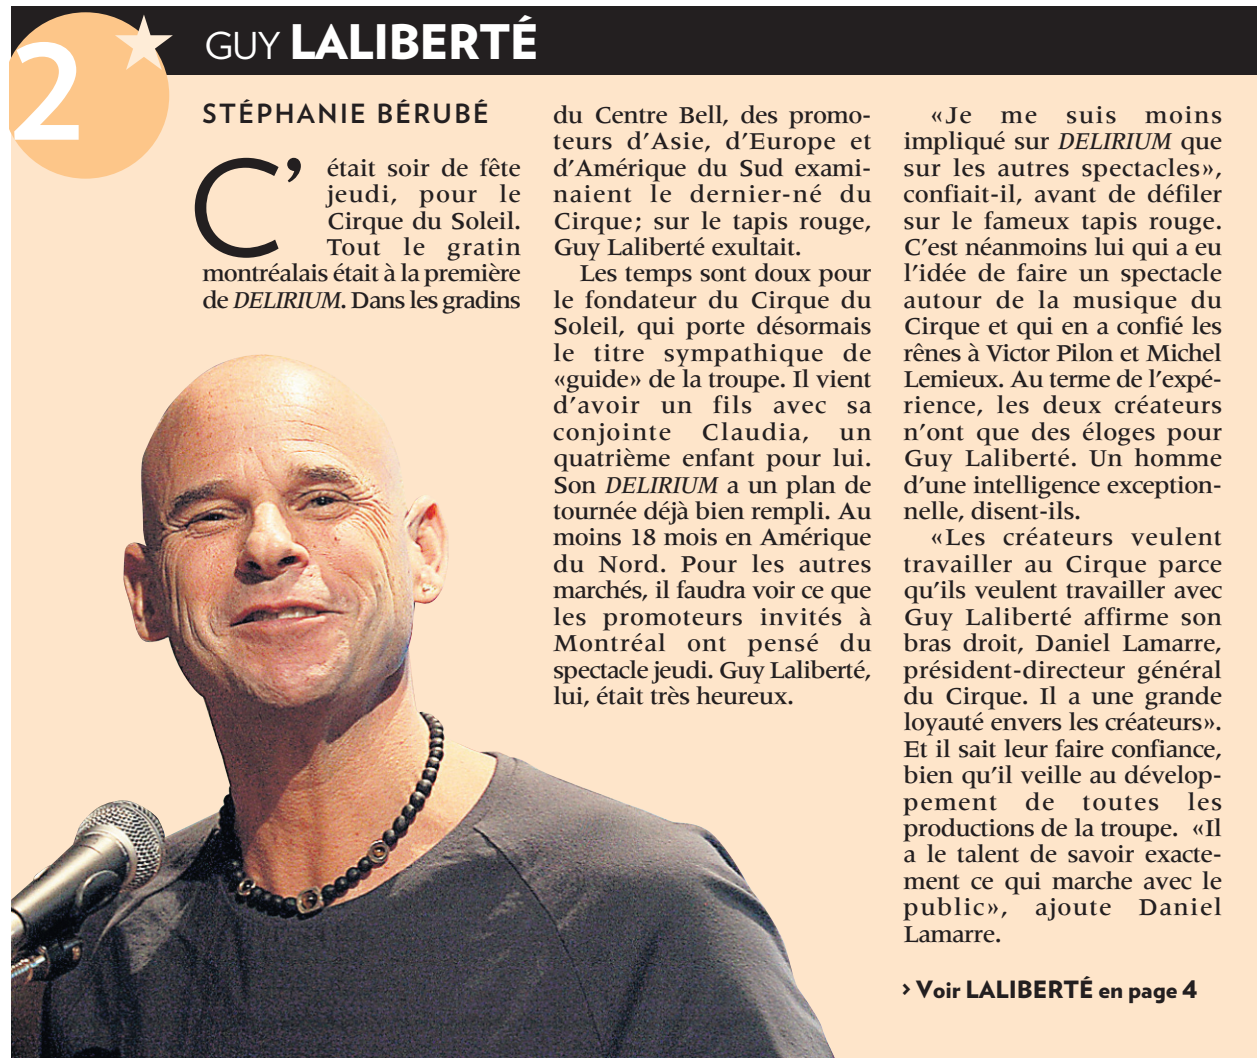 2
GUY LALIBERTÉ
STÉPHANIE BÉRUBÉ
C’était soir de fête
jeudi, pour le
Cirque du Soleil.
Tout le gratin
montréalais était à la première
de DELIRIUM. Dans les gradins
du Centre Bell, des promo-
teurs d’Asie, d’Europe et
d’Amérique du Sud exami-
naient le dernier-né du
Cirque; sur le tapis rouge,
Guy Laliberté exultait.
Les temps sont doux pour
le fondateur du Cirque du
Soleil, qui porte désormais
le titre sympathique de
«guide» de la troupe. Il vient
d’avoir un fils avec sa
conjointe Claudia, un
quatrième enfant pour lui.
Son DELIRIUM a un plan de
tournée déjà bien rempli. Au
moins 18 mois en Amérique
du Nord. Pour les autres
marchés, il faudra voir ce que
les promoteurs invités à
Montréal ont pensé du
spectacle jeudi. Guy Laliberté,
lui, était très heureux.
«Je me suis moins
impliqué sur DELIRIUM que
sur les autres spectacles»,
confiait-il, avant de défiler
sur le fameux tapis rouge.
C’est néanmoins lui qui a eu
l’idée de faire un spectacle
autour de la musique du
Cirque et qui en a confié les
rênes à Victor Pilon et Michel
Lemieux. Au terme de l’expé-
rience, les deux créateurs
n’ont que des éloges pour
Guy Laliberté. Un homme
d’une intelligence exception-
nelle, disent-ils.
«Les créateurs veulent
travailler au Cirque parce
qu’ils veulent travailler avec
Guy Laliberté affirme son
bras droit, Daniel Lamarre,
président-directeur général
du Cirque. Il a une grande
loyauté envers les créateurs».
Et il sait leur faire confiance,
bien qu’il veille au dévelop-
pement de toutes les
productions de la troupe. «Il
a le talent de savoir exacte-
ment ce qui marche avec le
public», ajoute Daniel
Lamarre.
› Voir LALIBERTÉ en page 4